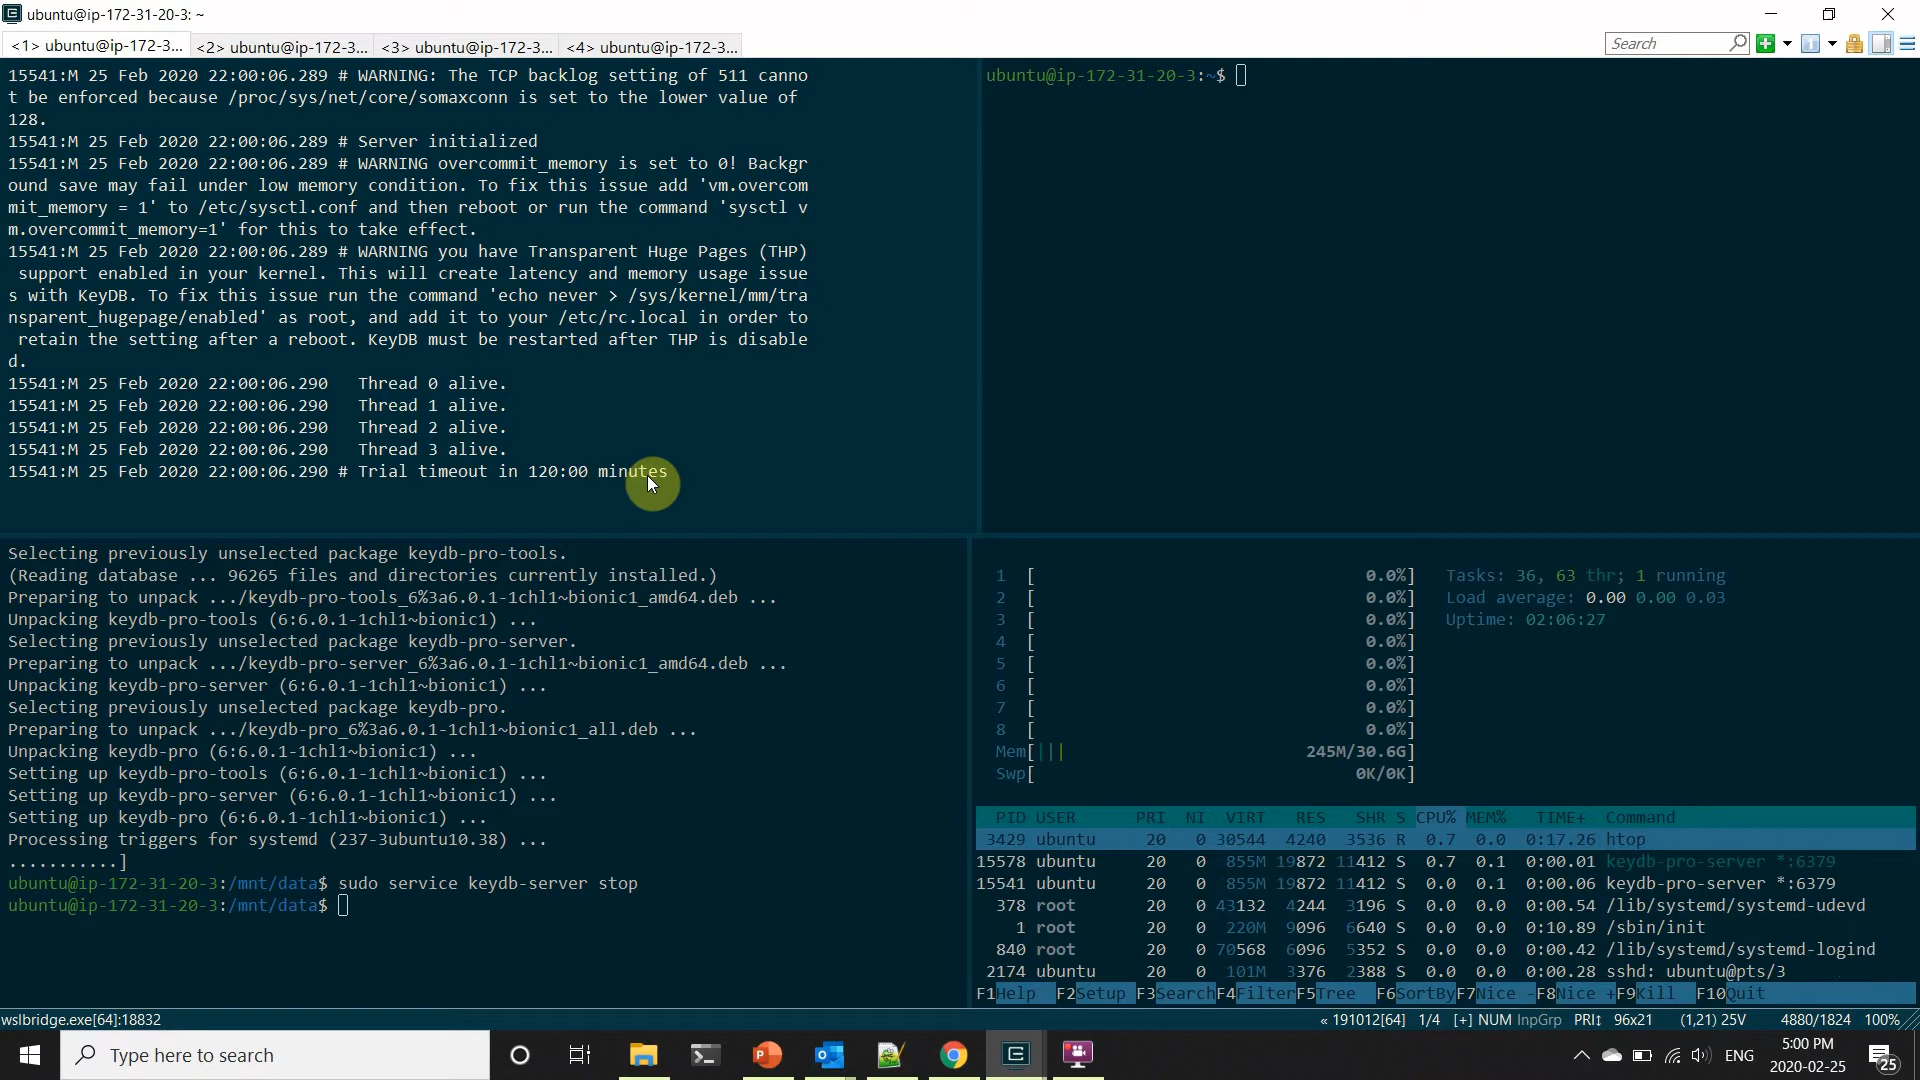 ubuntu@ip-172-31-20-3: ~
<1> ubuntu@ip-172-3... <2> ubuntu@ip-172-3... <3> ubuntu@ip-172-3... <4> ubuntu@ip-172-3...
Search
15541:M 25 Feb 2020 22:00:06.289 # WARNING: The TCP backlog setting of 511 canno
t be enforced because /proc/sys/net/core/somaxconn is set to the lower value of
128.
15541:M 25 Feb 2020 22:00:06.289 # Server initialized
15541:M 25 Feb 2020 22:00:06.289 # WARNING overcommit_memory is set to 0! Backgr
ound save may fail under low memory condition. To fix this issue add 'vm.overcom
mit_memory = 1' to /etc/sysctl.conf and then reboot or run the command 'sysctl v
m.overcommit_memory=1' for this to take effect.
15541:M 25 Feb 2020 22:00:06.289 # WARNING you have Transparent Huge Pages (THP)
 support enabled in your kernel. This will create latency and memory usage issue
s with KeyDB. To fix this issue run the command 'echo never > /sys/kernel/mm/tra
nsparent_hugepage/enabled' as root, and add it to your /etc/rc.local in order to
 retain the setting after a reboot. KeyDB must be restarted after THP is disable
d.
15541:M 25 Feb 2020 22:00:06.290   Thread 0 alive.
15541:M 25 Feb 2020 22:00:06.290   Thread 1 alive.
15541:M 25 Feb 2020 22:00:06.290   Thread 2 alive.
15541:M 25 Feb 2020 22:00:06.290   Thread 3 alive.
15541:M 25 Feb 2020 22:00:06.290 # Trial timeout in 120:00 minutes
ubuntu@ip-172-31-20-3:~$
Selecting previously unselected package keydb-pro-tools.
(Reading database ... 96265 files and directories currently installed.)
Preparing to unpack .../keydb-pro-tools_6%3a6.0.1-1chl1~bionic1_amd64.deb ...
Unpacking keydb-pro-tools (6:6.0.1-1chl1~bionic1) ...
Selecting previously unselected package keydb-pro-server.
Preparing to unpack .../keydb-pro-server_6%3a6.0.1-1chl1~bionic1_amd64.deb ...
Unpacking keydb-pro-server (6:6.0.1-1chl1~bionic1) ...
Selecting previously unselected package keydb-pro.
Preparing to unpack .../keydb-pro_6%3a6.0.1-1chl1~bionic1_all.deb ...
Unpacking keydb-pro (6:6.0.1-1chl1~bionic1) ...
Setting up keydb-pro-tools (6:6.0.1-1chl1~bionic1) ...
Setting up keydb-pro-server (6:6.0.1-1chl1~bionic1) ...
Setting up keydb-pro (6:6.0.1-1chl1~bionic1) ...
Processing triggers for systemd (237-3ubuntu10.38) ...
...........]
ubuntu@ip-172-31-20-3:/mnt/data$ sudo service keydb-server stop
ubuntu@ip-172-31-20-3:/mnt/data$
1 [ 0.0%] Tasks: 36, 63 thr; 1 running
2 [ 0.0%] Load average: 0.00 0.00 0.03
3 [ 0.0%] Uptime: 02:06:27
4 [ 0.0%]
5 [ 0.0%]
6 [ 0.0%]
7 [ 0.0%]
8 [ 0.0%]
Mem[||| 245M/30.6G]
Swp[ 0K/0K]
PID USER PRI NI VIRT RES SHR S CPU% MEM% TIME+ Command
3429 ubuntu 20 0 30544 4240 3536 R 0.7 0.0 0:17.26 htop
15578 ubuntu 20 0 855M 19872 11412 S 0.7 0.1 0:00.01 keydb-pro-server *:6379
15541 ubuntu 20 0 855M 19872 11412 S 0.0 0.1 0:00.06 keydb-pro-server *:6379
378 root 20 0 43132 4244 3196 S 0.0 0.0 0:00.54 /lib/systemd/systemd-udevd
1 root 20 0 220M 9096 6640 S 0.0 0.0 0:10.89 /sbin/init
840 root 20 0 70568 6096 5352 S 0.0 0.0 0:00.42 /lib/systemd/systemd-logind
2174 ubuntu 20 0 101M 3376 2388 S 0.0 0.0 0:00.28 sshd: ubuntu@pts/3
F1Help F2Setup F3SearchF4FilterF5Tree F6SortByF7Nice -F8Nice +F9Kill F10Quit
wslbridge.exe[64]:18832 « 191012[64] 1/4 [+] NUM InpGrp PRI↕ 96x21 (1,21) 25V 4880/1824 100%
Type here to search
ENG
5:00 PM
2020-02-25
25